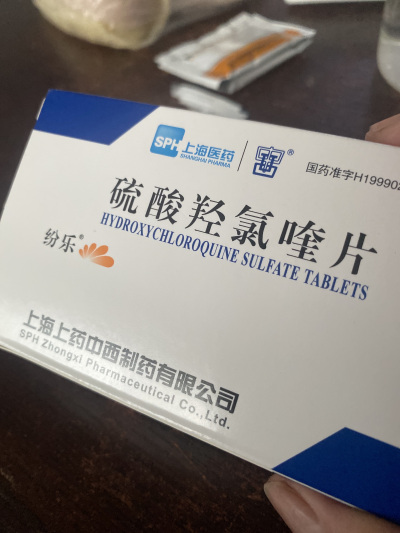 SPH 上海医药
SHANGHAI PHARMA
®
国药准字H199902
硫酸羟氯喹片
HYDROXYCHLOROQUINE SULFATE TABLETS
纷乐®
上海上药中西制药有限公司
SPH Zhongxi Pharmaceutical Co.,Ltd.